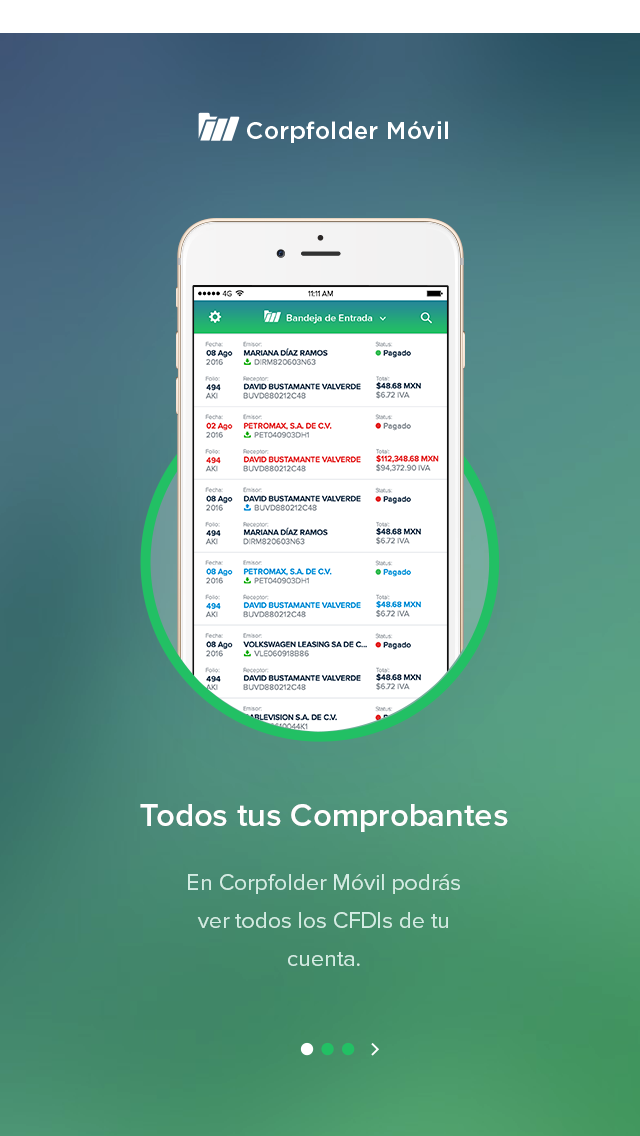 Corpfolder Móvil
4G 11:11 AM
Bandeja de Entrada
Fecha: Emisor: Status:
08 Ago MARIANA DÍAZ RAMOS Pagado
2016 DIRM820603N63
Folio: Receptor: Total:
494 DAVID BUSTAMANTE VALVERDE $48.68 MXN
AKI BUVD880212C48 $6.72 IVA
Fecha: Emisor: Status:
02 Ago PETROMAX, S.A. DE C.V. Pagado
2016 PET040903DH1
Folio: Receptor: Total:
494 DAVID BUSTAMANTE VALVERDE $112,348.68 MXN
AKI BUVD880212C48 $94,372.90 IVA
Fecha: Emisor: Status:
08 Ago DAVID BUSTAMANTE VALVERDE Pagado
2016 BUVD880212C48
Folio: Receptor: Total:
494 MARIANA DÍAZ RAMOS $48.68 MXN
AKI DIRM820603N63 $6.72 IVA
Fecha: Emisor: Status:
08 Ago PETROMAX, S.A. DE C.V. Pagado
2016 PET040903DH1
Folio: Receptor: Total:
494 DAVID BUSTAMANTE VALVERDE $48.68 MXN
AKI BUVD880212C48 $6.72 IVA
Fecha: Emisor: Status:
08 Ago VOLKSWAGEN LEASING SA DE C... Pagado
2016 VLE060918B86
Folio: Receptor: Total:
494 DAVID BUSTAMANTE VALVERDE $48.68 MXN
AKI BUVD880212C48 $6.72 IVA
Emisor: Status:
ABLEVISION S.A. DE C.V.
Todos tus Comprobantes
En Corpfolder Móvil podrás
ver todos los CFDIs de tu
cuenta.